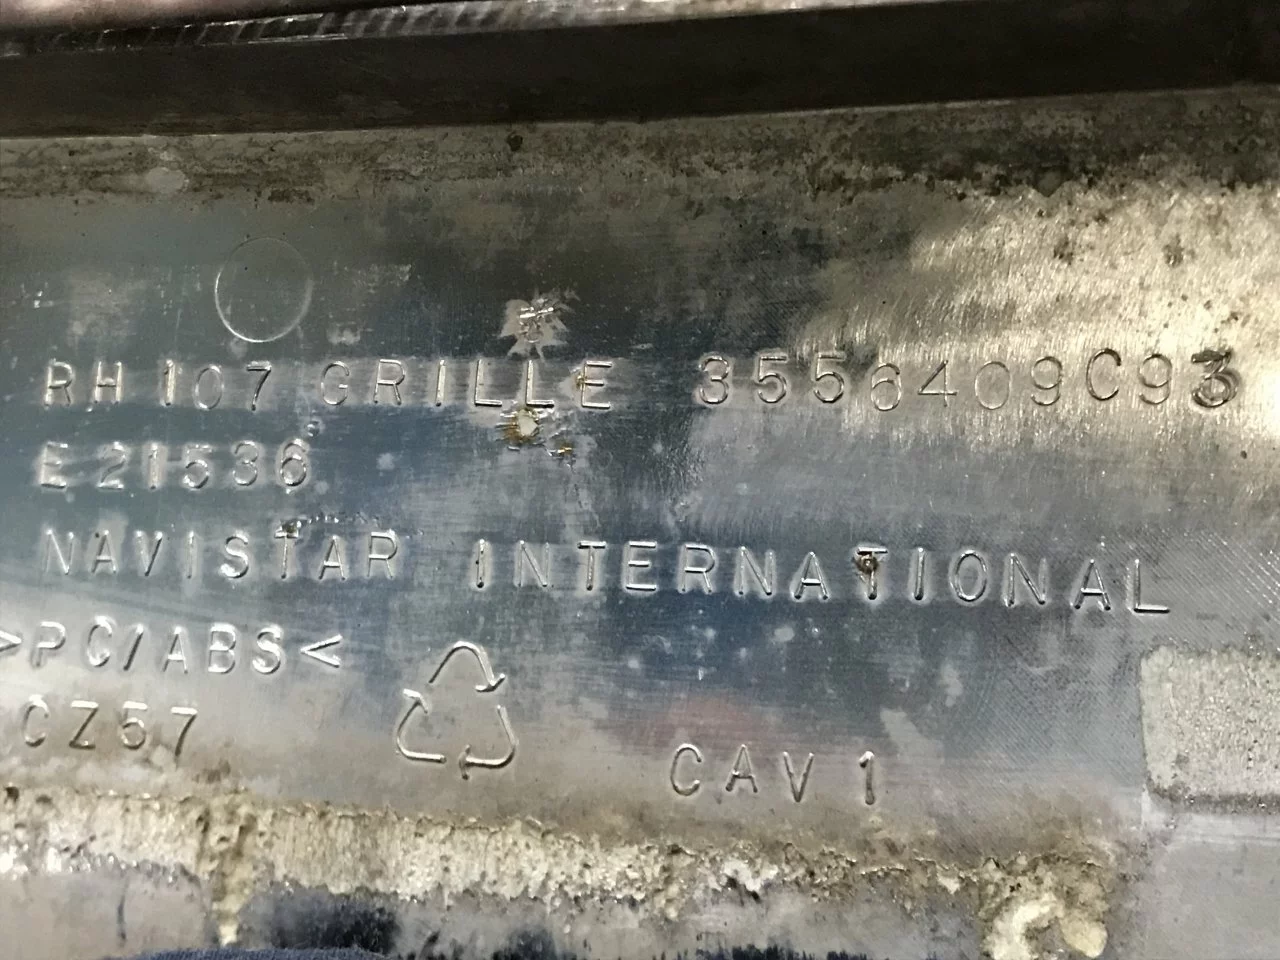 RH 107 GRILLE 3556409C93
E 21536
NAVISTAR INTERNATIONAL
>PC/ABS<
CZ57
CAV 1